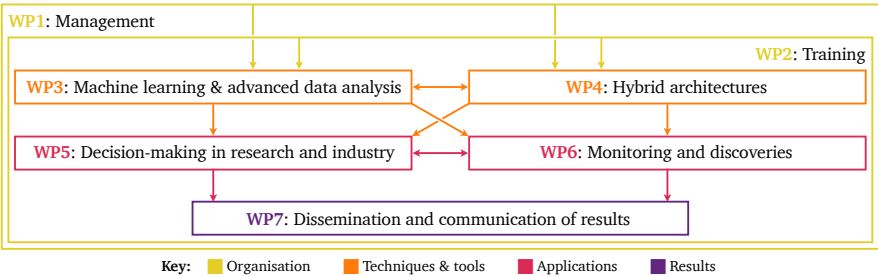 WP1: Management
WP2: Training
WP3: Machine learning & advanced data analysis
WP4: Hybrid architectures
WP5: Decision-making in research and industry
WP6: Monitoring and discoveries
WP7: Dissemination and communication of results
Key: Organisation Techniques & tools Applications Results